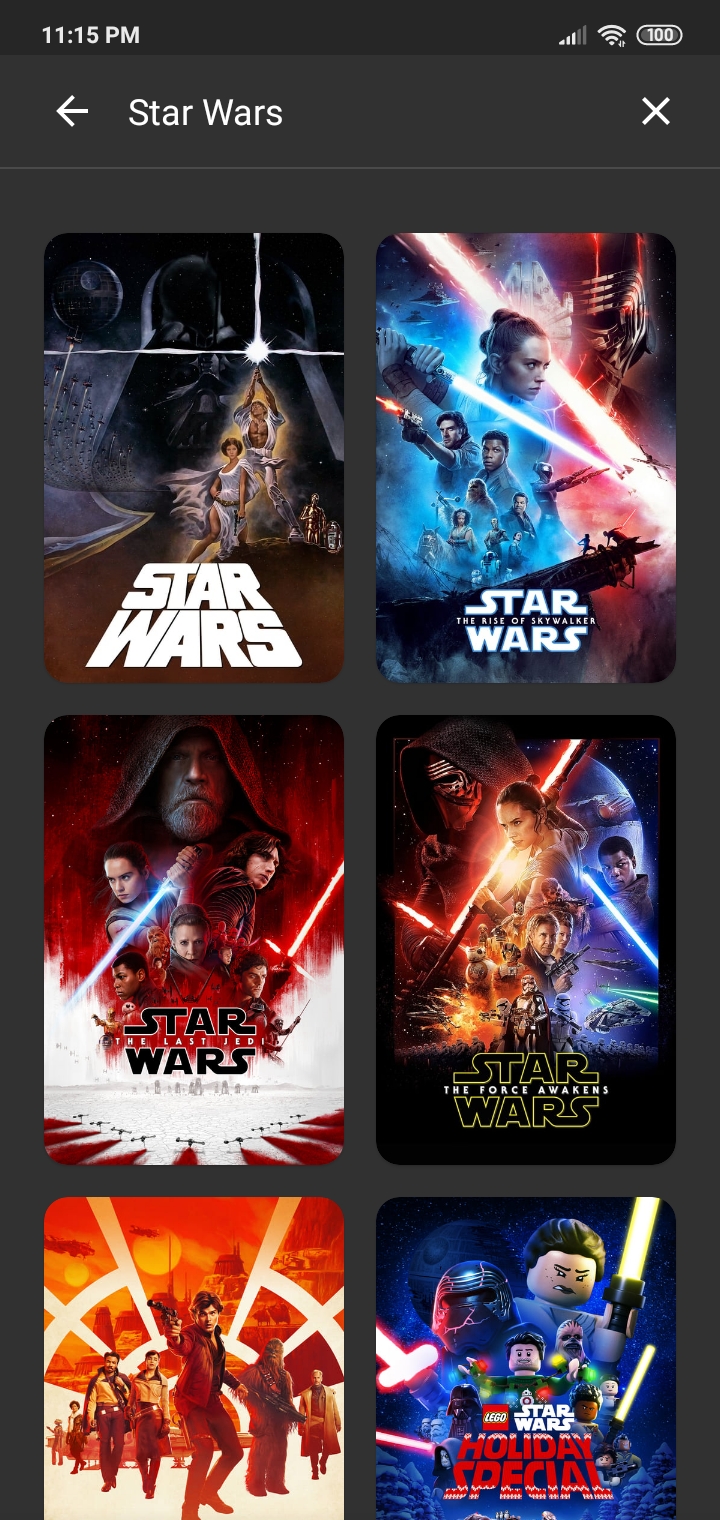 11:15 PM
100
Star Wars
STAR
WARS
STAR
THE RISE OF SKYWALKER
WARS
STAR
THE LAST JEDI
WARS
STAR
THE FORCE AWAKENS
WARS
LEGO STAR
WARS
HOLIDAY
SPECIAL